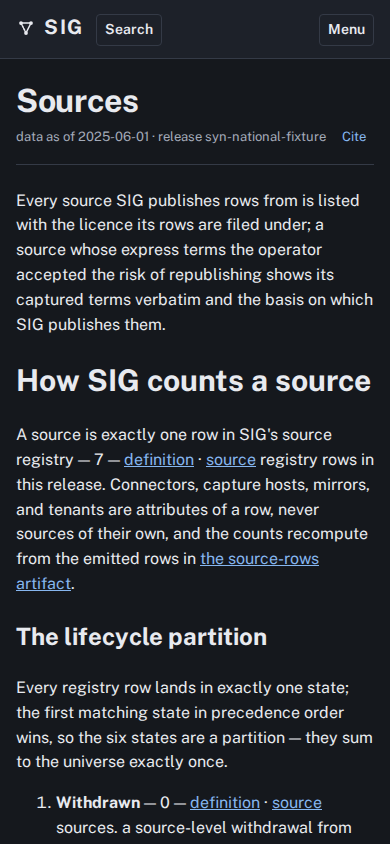 SIG
Search
Menu
Sources
data as of 2025-06-01 · release syn-national-fixture Cite
Every source SIG publishes rows from is listed
with the licence its rows are filed under; a
source whose express terms the operator
accepted the risk of republishing shows its
captured terms verbatim and the basis on which
SIG publishes them.
How SIG counts a source
A source is exactly one row in SIG's source
registry — 7 — definition · source registry rows in
this release. Connectors, capture hosts, mirrors,
and tenants are attributes of a row, never
sources of their own, and the counts recompute
from the emitted rows in the source-rows
artifact.
The lifecycle partition
Every registry row lands in exactly one state;
the first matching state in precedence order
wins, so the six states are a partition — they sum
to the universe exactly once.
1. Withdrawn — 0 — definition · source
sources. a source-level withdrawal from